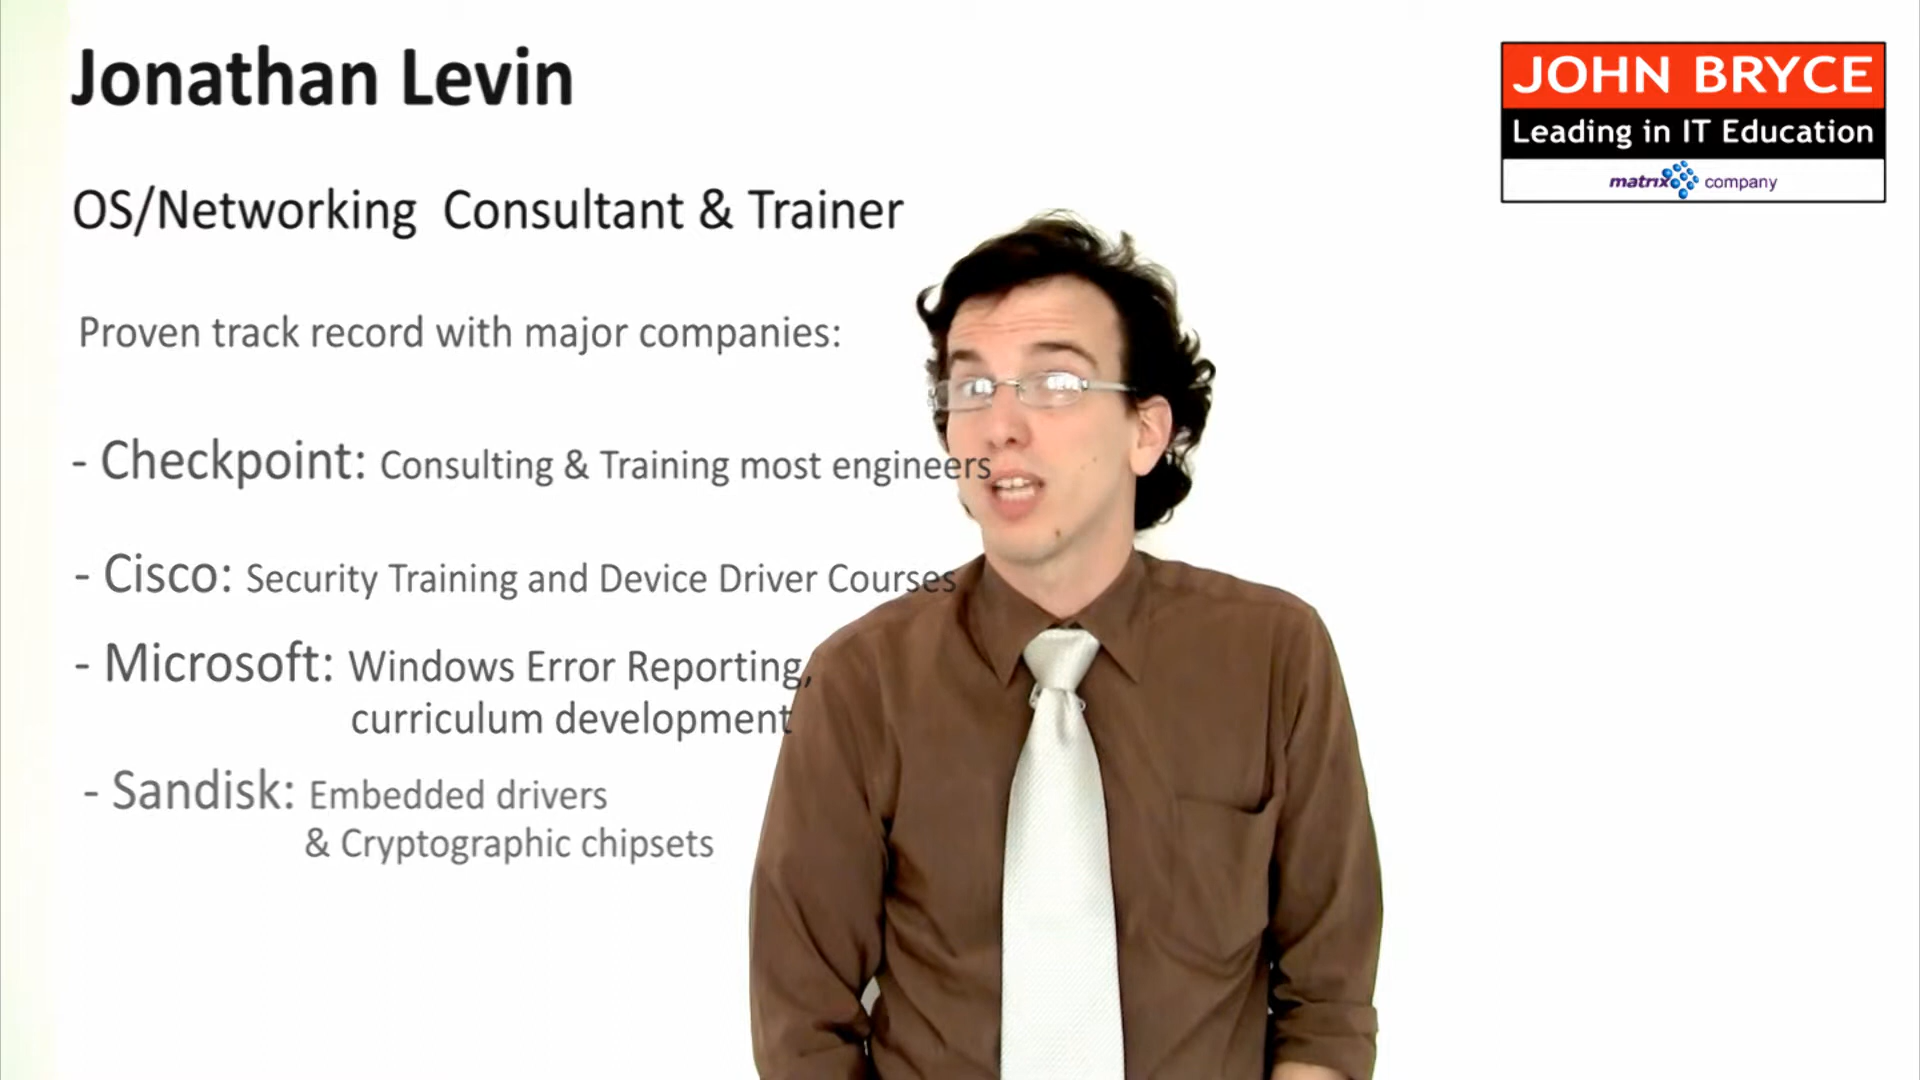 Jonathan Levin
JOHN BRYCE
Leading in IT Education
matrix company
OS/Networking Consultant & Trainer
Proven track record with major companies:
- Checkpoint: Consulting & Training most engineers
- Cisco: Security Training and Device Driver Courses
- Microsoft: Windows Error Reporting,
curriculum development
- Sandisk: Embedded drivers
& Cryptographic chipsets